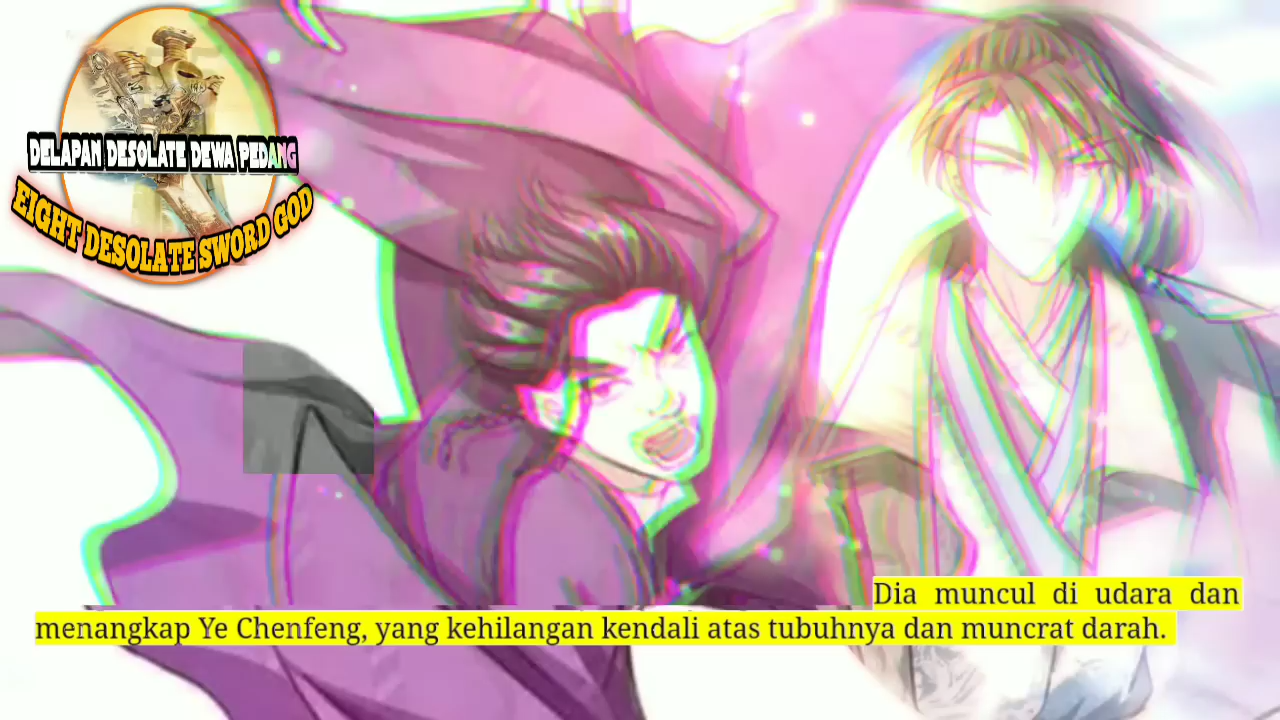 DELAPAN DESOLATE DEWA PEDANG
EIGHT DESOLATE SWORD GOD
Dia muncul di udara dan
menangkap Ye Chenfeng, yang kehilangan kendali atas tubuhnya dan muncrat darah.